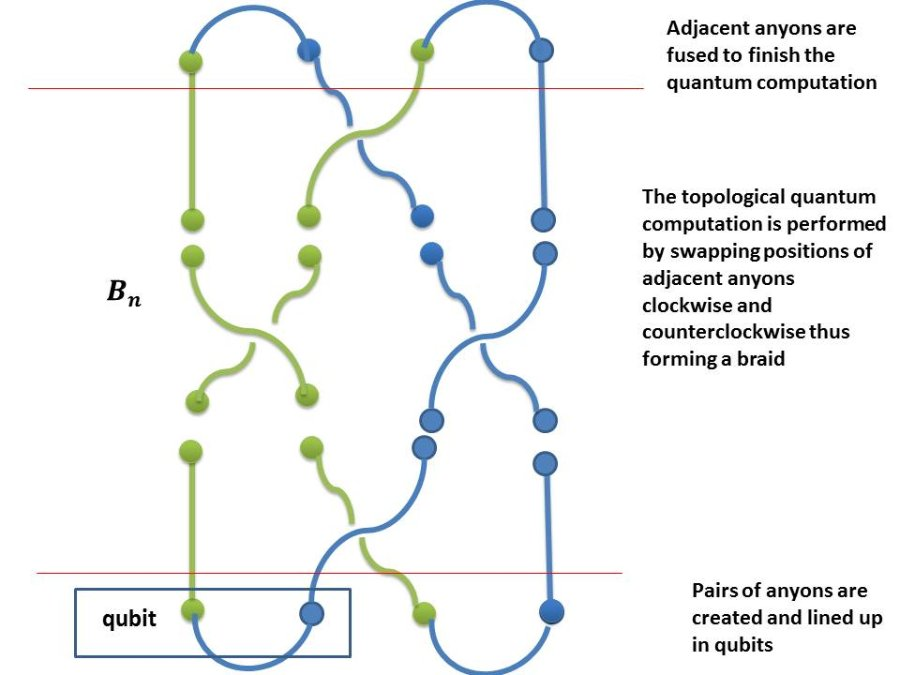 Adjacent anyons are
fused to finish the
quantum computation
The topological quantum
computation is performed
by swapping positions of
adjacent anyons
clockwise and
counterclockwise thus
forming a braid
Bₙ
Pairs of anyons are
created and lined up
in qubits
qubit